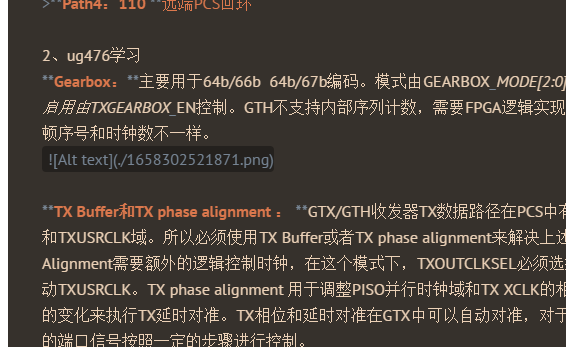 >**Path4：110 **远端PCS回环
2、ug476学习
**Gearbox：**主要用于64b/66b 64b/67b编码。模式由GEARBOX_MODE[2:0]
启用由TXGEARBOX_EN控制。GTH不支持内部序列计数，需要FPGA逻辑实现
顿序号和时钟数不一样。
![Alt text](./1658302521871.png)
**TX Buffer和TX phase alignment ： **GTX/GTH收发器TX数据路径在PCS中有
和TXUSRCLK域。所以必须使用TX Buffer或者TX phase alignment来解决上述
Alignment需要额外的逻辑控制时钟，在这个模式下，TXOUTCLKSEL必须选
动TXUSRCLK。TX phase alignment 用于调整PISO并行时钟域和TX XCLK的相
的变化来执行TX延时对准。TX相位和延时对准在GTX中可以自动对准，对于
的端口信号按照一定的步骤进行控制。